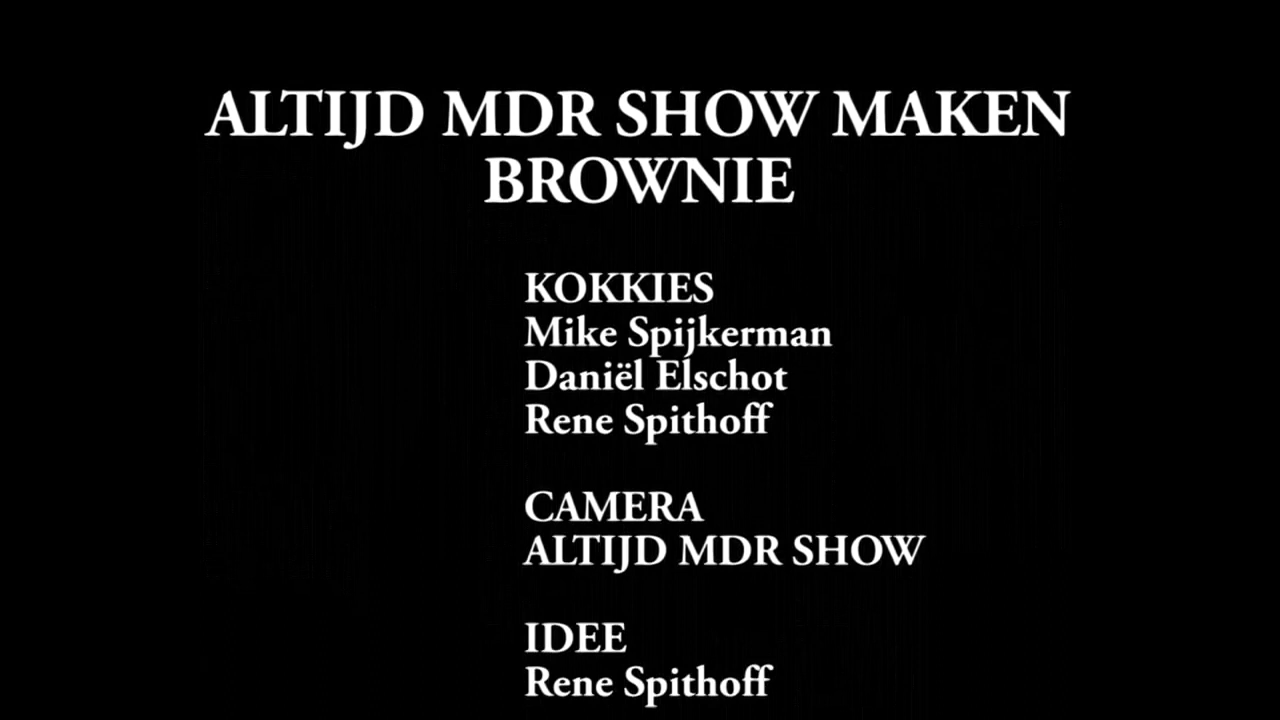 ALTIJD MDR SHOW MAKEN
BROWNIE
KOKKIES
Mike Spijkerman
Daniël Elschot
Rene Spithoff
CAMERA
ALTIJD MDR SHOW
IDEE
Rene Spithoff